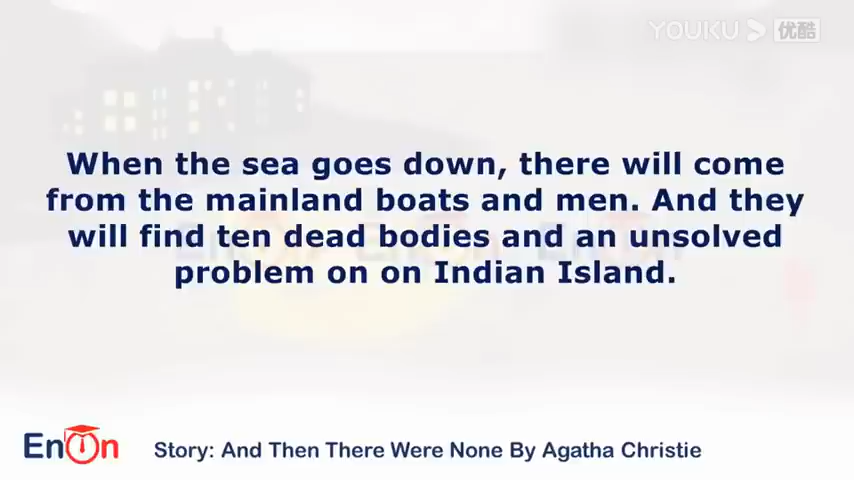 YOUKU 优酷
When the sea goes down, there will come
from the mainland boats and men. And they
will find ten dead bodies and an unsolved
problem on on Indian Island.
EnOn
Story: And Then There Were None By Agatha Christie